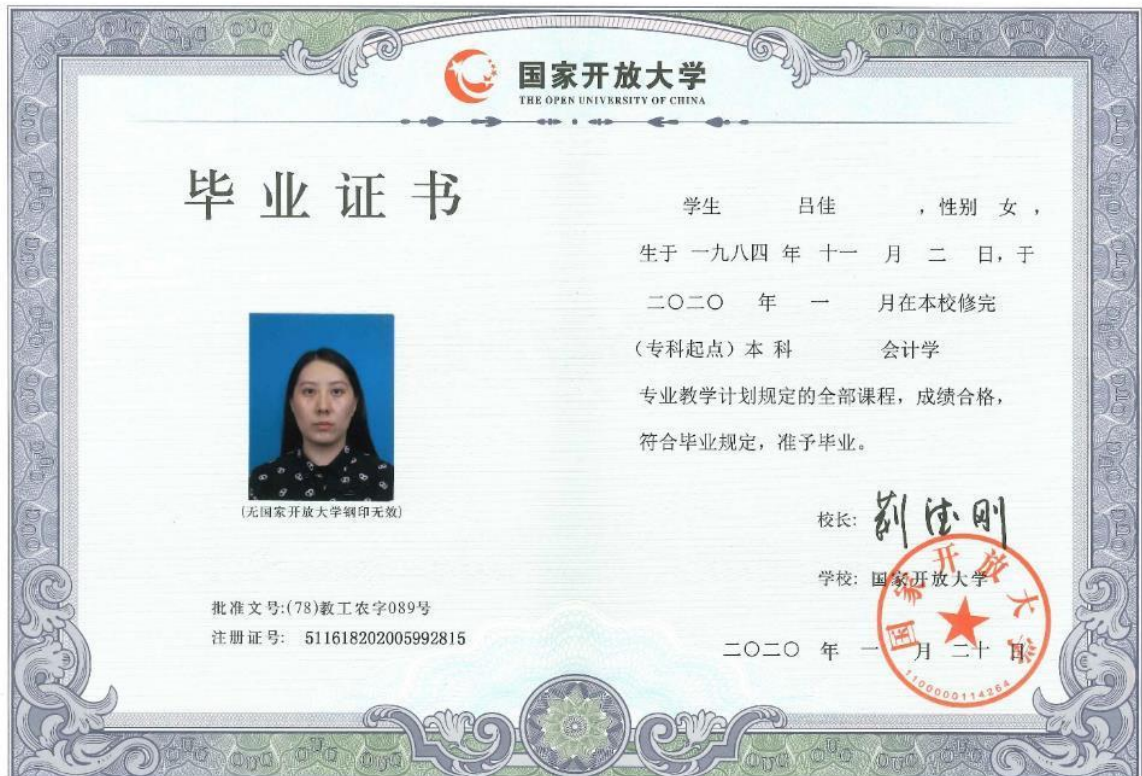 国家开放大学
THE OPEN UNIVERSITY OF CHINA
毕业证书
学生 吕佳 ，性别 女 ，
生于 一九八四 年 十一 月 二 日，于
二〇二〇 年 一 月在本校修完
（专科起点）本 科 会计学
专业教学计划规定的全部课程，成绩合格，
符合毕业规定，准予毕业。
(无国家开放大学钢印无效)
校长: 荆德刚
学校: 国家开放大学
批准文号:(78)教工农字089号
注册证号: 511618202005992815
二〇二〇 年 一 月 二十 日
国家开放大学
1100000114264